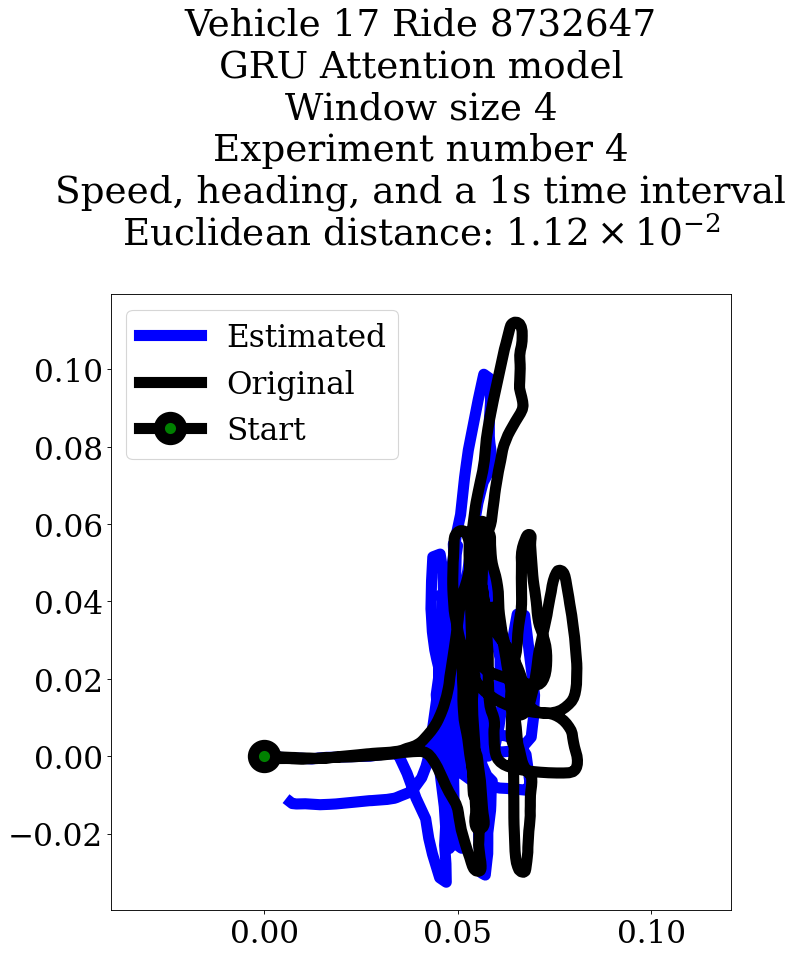 Vehicle 17 Ride 8732647
GRU Attention model
Window size 4
Experiment number 4
Speed, heading, and a 1s time interval
Euclidean distance: 1.12 × 10⁻²
Estimated
Original
Start
0.10
0.08
0.06
0.04
0.02
0.00
−0.02
0.00 0.05 0.10